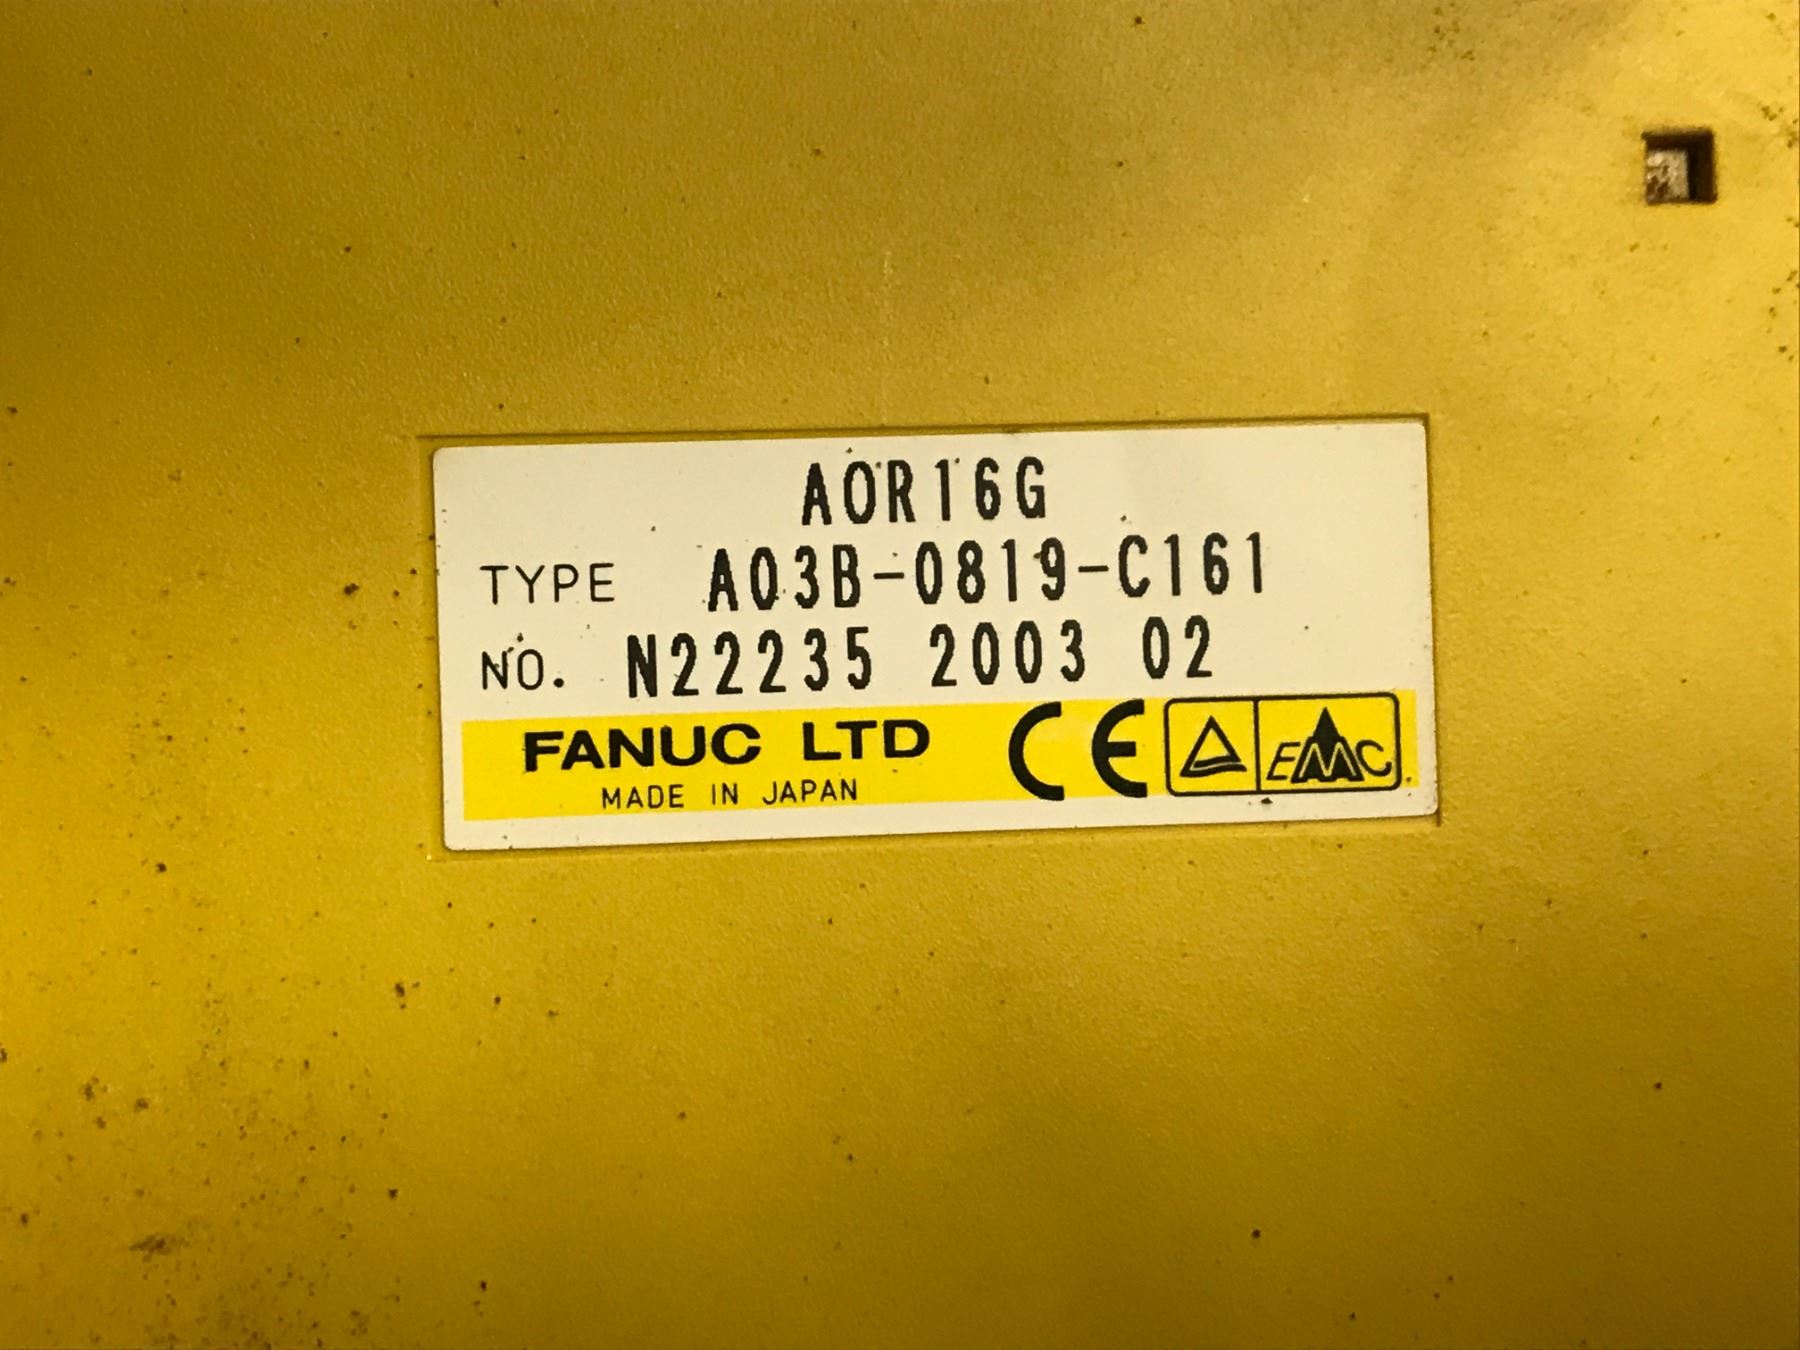 AOR16G
TYPE A03B-0819-C161
NO. N22235 2003 02
FANUC LTD CE EMC
MADE IN JAPAN